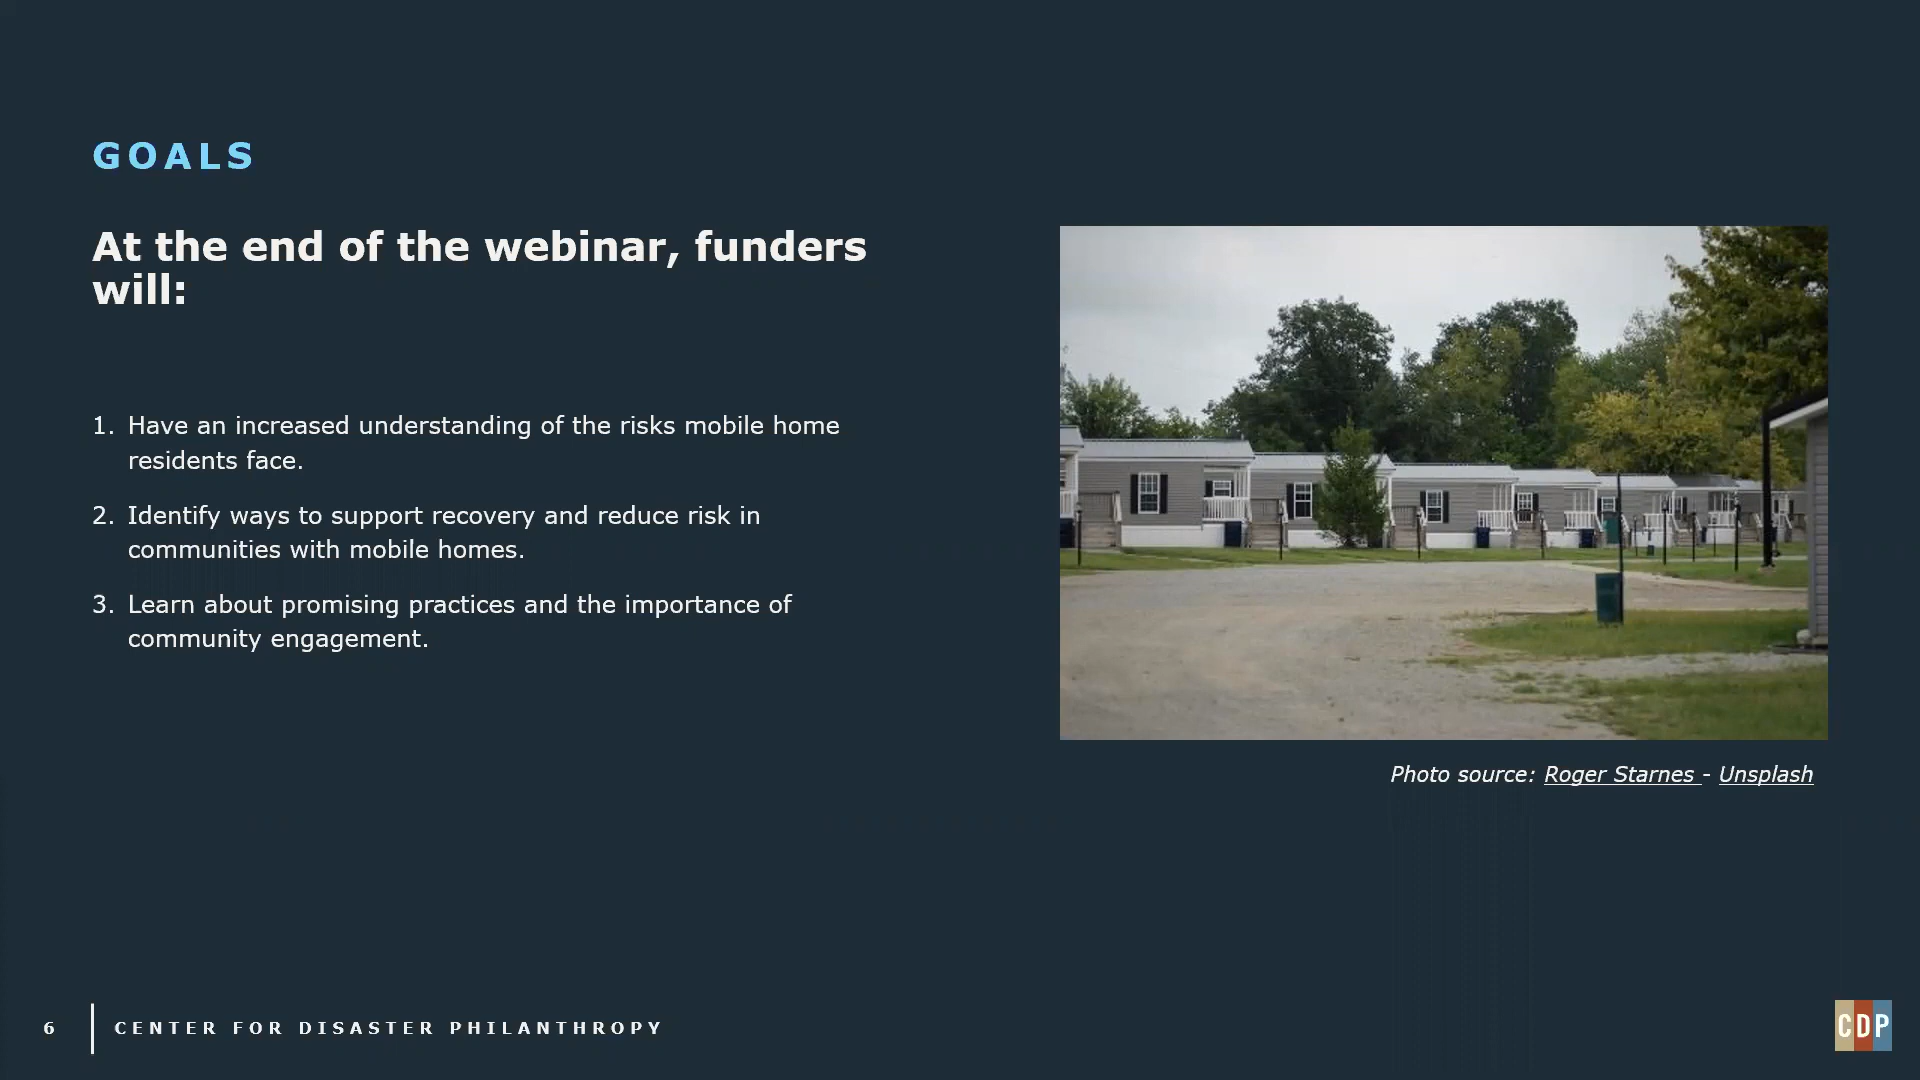 GOALS
At the end of the webinar, funders
will:
1. Have an increased understanding of the risks mobile home
residents face.
2. Identify ways to support recovery and reduce risk in
communities with mobile homes.
3. Learn about promising practices and the importance of
community engagement.
Photo source: Roger Starnes - Unsplash
6
CENTER FOR DISASTER PHILANTHROPY
CDP